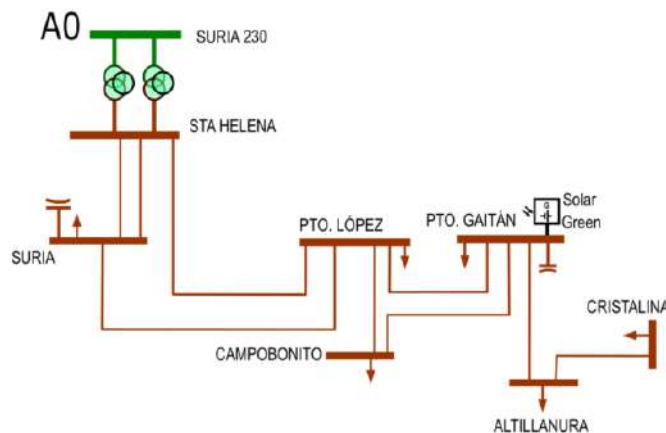 A0
SURIA 230
STA HELENA
SURIA
PTO. LÓPEZ
PTO. GAITÁN
Solar
Green
G
CAMPOBONITO
CRISTALINA
ALTILLANURA